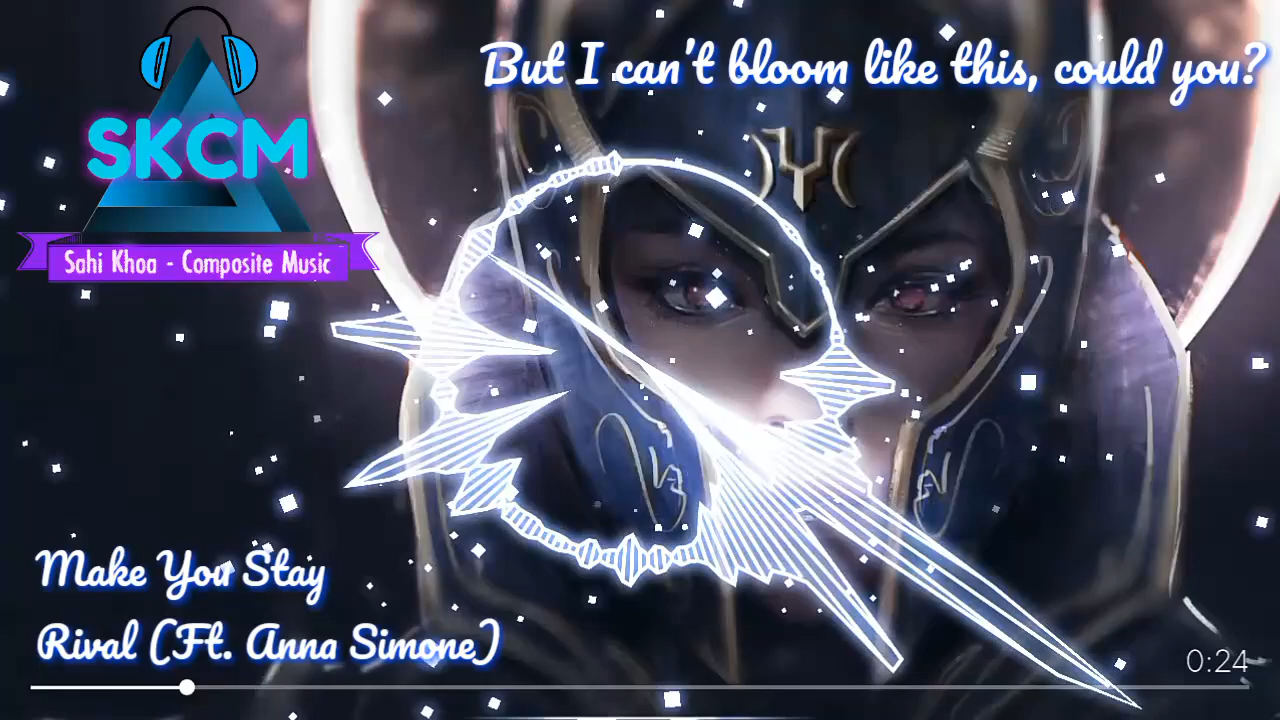 But I can't bloom like this, could you?
SKCM
Sahi Khoa - Composite Music
Make You Stay
Rival (Ft. Anna Simone)
0:24